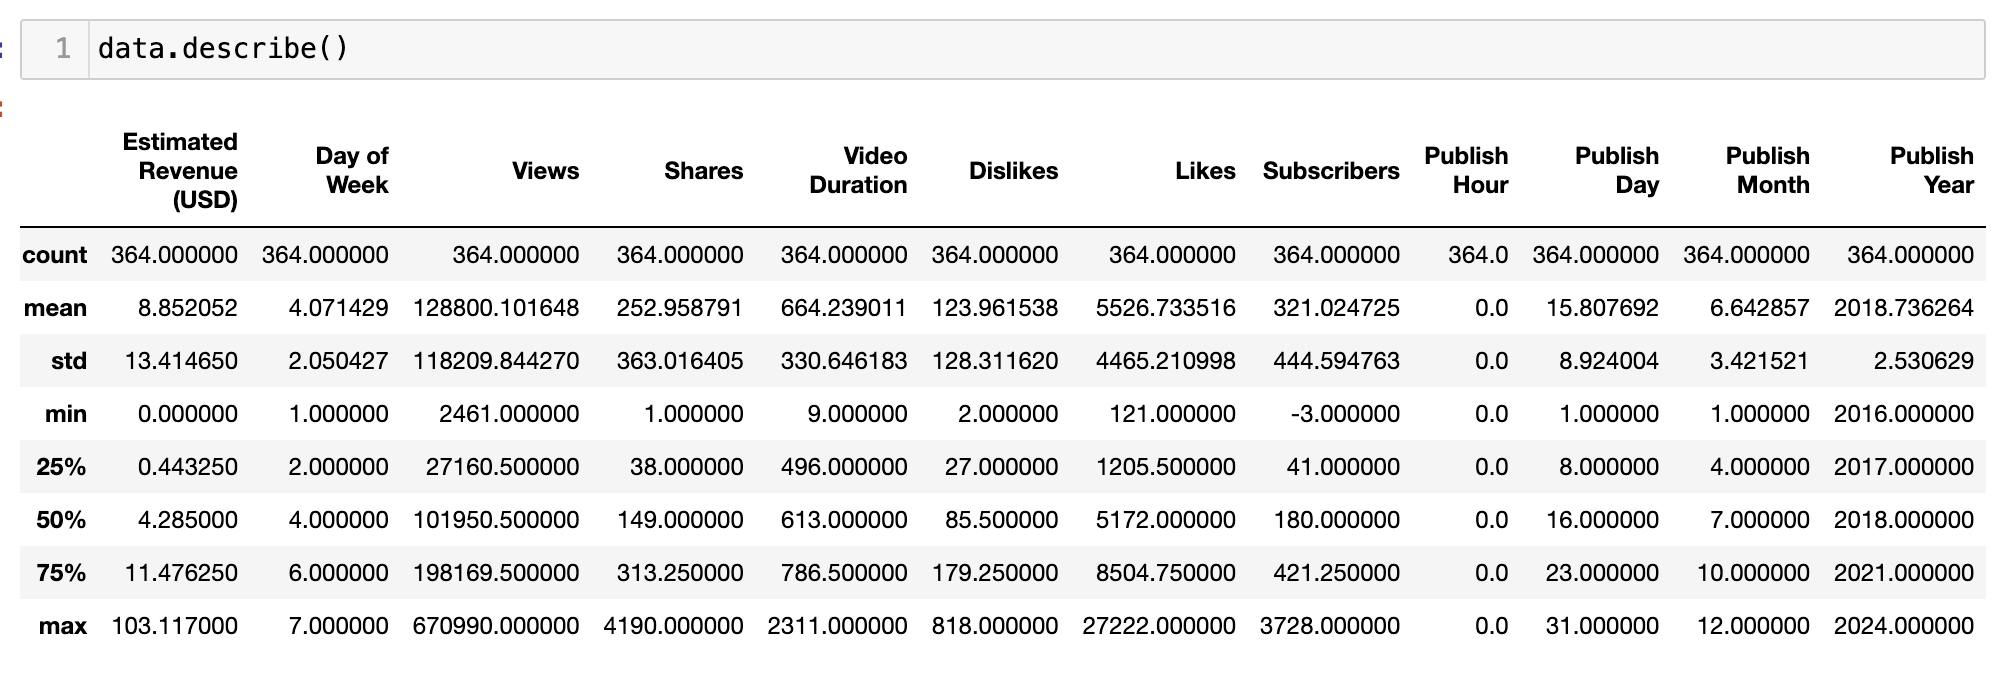 1 data.describe()
Estimated Revenue (USD) Day of Week Views Shares Video Duration Dislikes Likes Subscribers Publish Hour Publish Day Publish Month Publish Year
count 364.000000 364.000000 364.000000 364.000000 364.000000 364.000000 364.000000 364.000000 364.0 364.000000 364.000000 364.000000
mean 8.852052 4.071429 128800.101648 252.958791 664.239011 123.961538 5526.733516 321.024725 0.0 15.807692 6.642857 2018.736264
std 13.414650 2.050427 118209.844270 363.016405 330.646183 128.311620 4465.210998 444.594763 0.0 8.924004 3.421521 2.530629
min 0.000000 1.000000 2461.000000 1.000000 9.000000 2.000000 121.000000 -3.000000 0.0 1.000000 1.000000 2016.000000
25% 0.443250 2.000000 27160.500000 38.000000 496.000000 27.000000 1205.500000 41.000000 0.0 8.000000 4.000000 2017.000000
50% 4.285000 4.000000 101950.500000 149.000000 613.000000 85.500000 5172.000000 180.000000 0.0 16.000000 7.000000 2018.000000
75% 11.476250 6.000000 198169.500000 313.250000 786.500000 179.250000 8504.750000 421.250000 0.0 23.000000 10.000000 2021.000000
max 103.117000 7.000000 670990.000000 4190.000000 2311.000000 818.000000 27222.000000 3728.000000 0.0 31.000000 12.000000 2024.000000